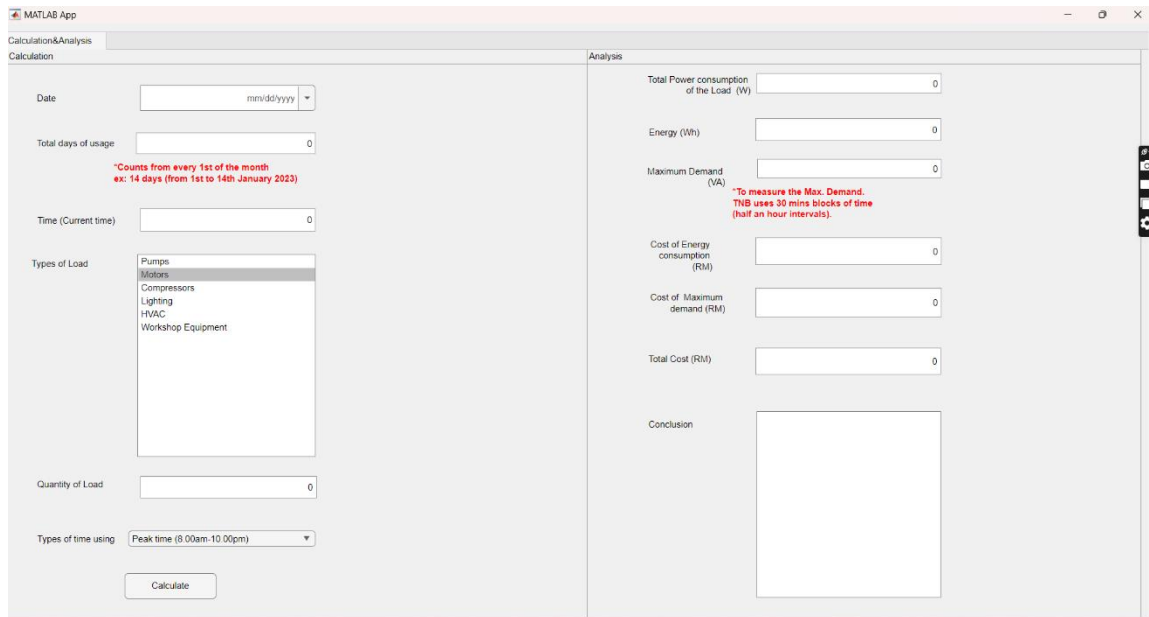 MATLAB App
Calculation&Analysis
Calculation
Date
mm/dd/yyyy
Total days of usage
0
*Counts from every 1st of the month
ex: 14 days (from 1st to 14th January 2023)
Time (Current time)
0
Types of Load
Pumps
Motors
Compressors
Lighting
HVAC
Workshop Equipment
Quantity of Load
0
Types of time using
Peak time (8.00am-10.00pm)
Calculate
Analysis
Total Power consumption
of the Load (W)
0
Energy (Wh)
0
Maximum Demand
(VA)
0
*To measure the Max. Demand.
TNB uses 30 mins blocks of time
(half an hour intervals).
Cost of Energy
consumption
(RM)
0
Cost of Maximum
demand (RM)
0
Total Cost (RM)
0
Conclusion